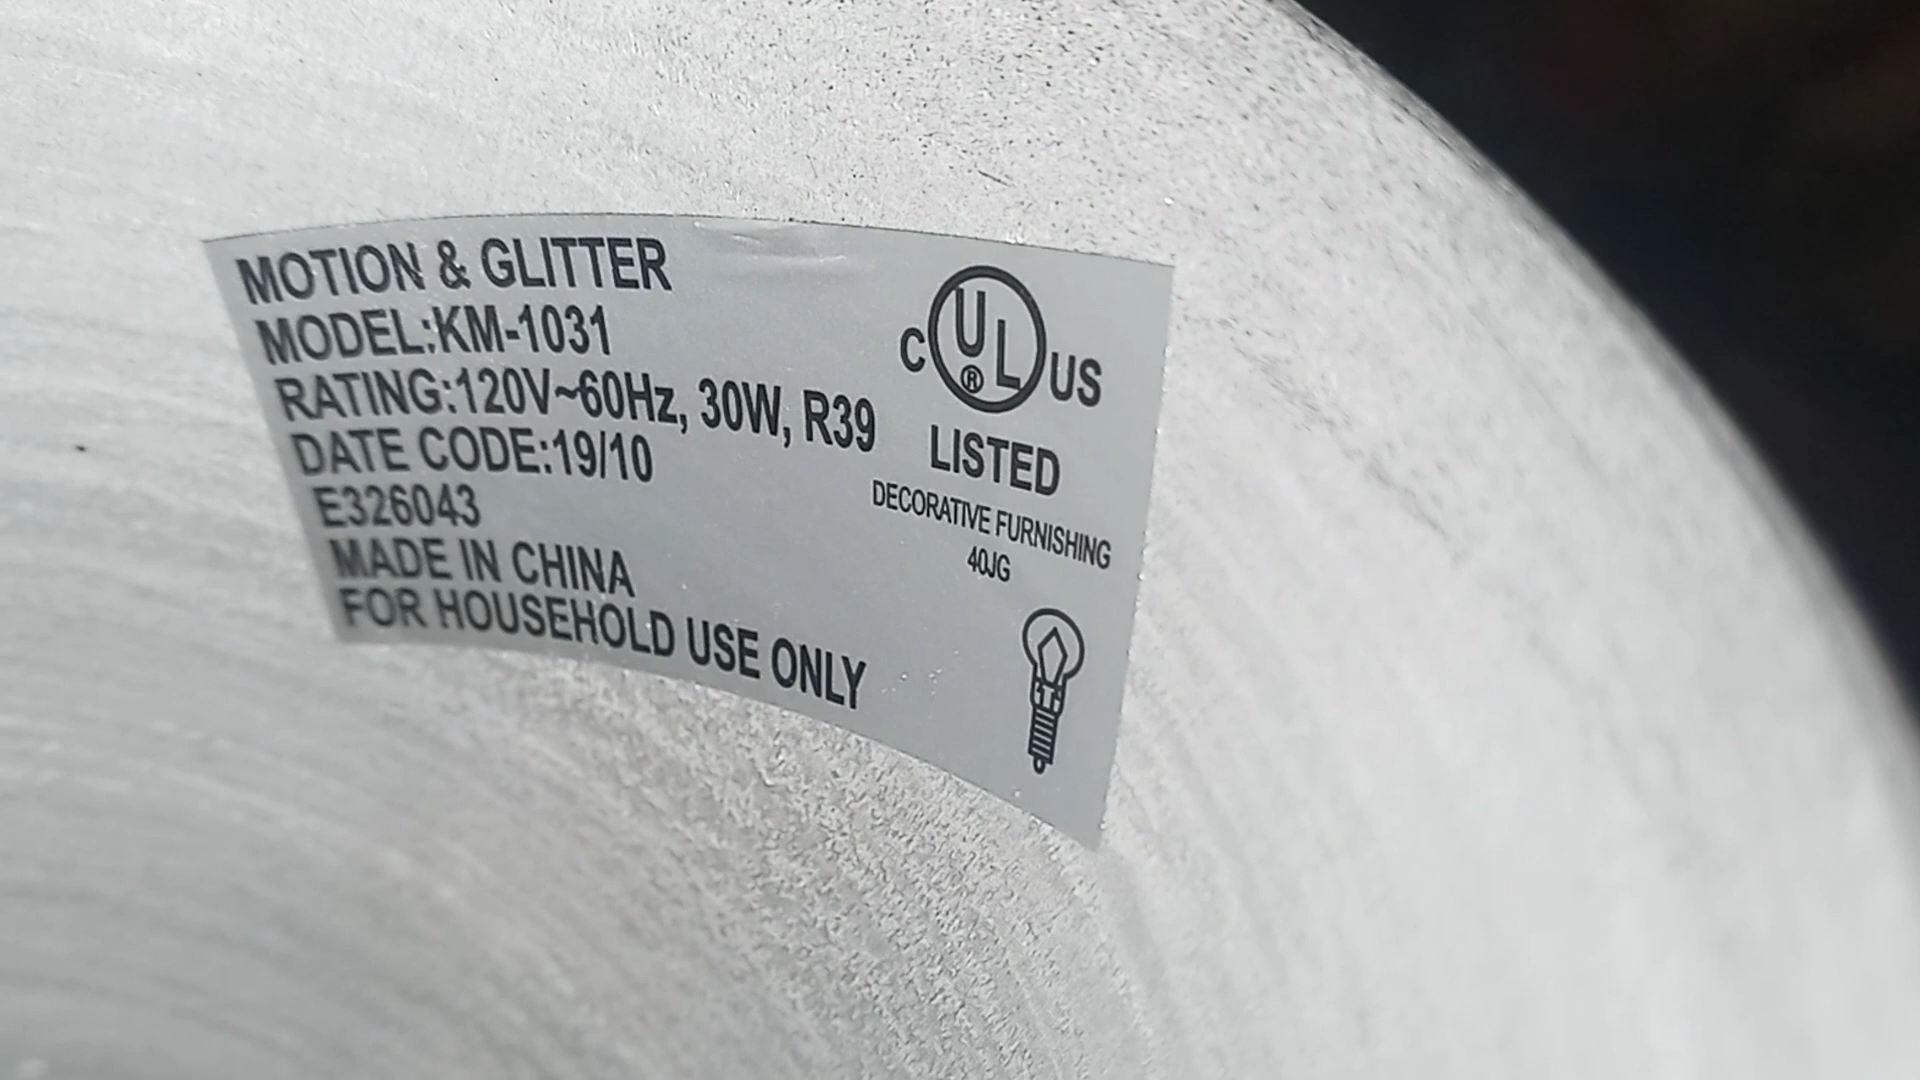 MOTION & GLITTER
MODEL:KM-1031
RATING:120V~60Hz, 30W, R39
DATE CODE:19/10
E326043
MADE IN CHINA
FOR HOUSEHOLD USE ONLY
C UL® US
LISTED
DECORATIVE FURNISHING
40JG